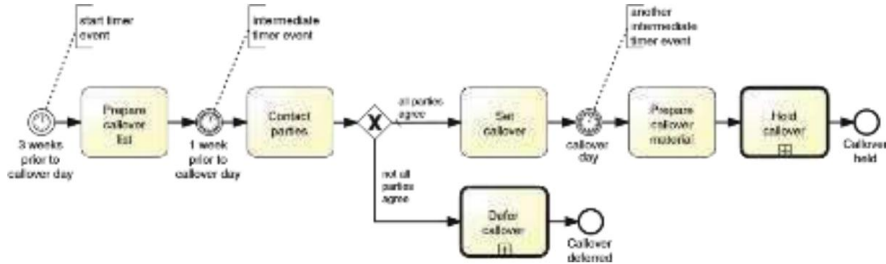 start timer
event
intermediate
timer event
another
intermediate
timer event
3 weeks
prior to
callover day
Prepare
callover
list
1 week
prior to
callover day
Contact
parties
all parties
agree
Set
callover
callover
day
Prepare
callover
material
Hold
callover
Callover
held
not all
parties
agree
Defer
callover
Callover
deferred